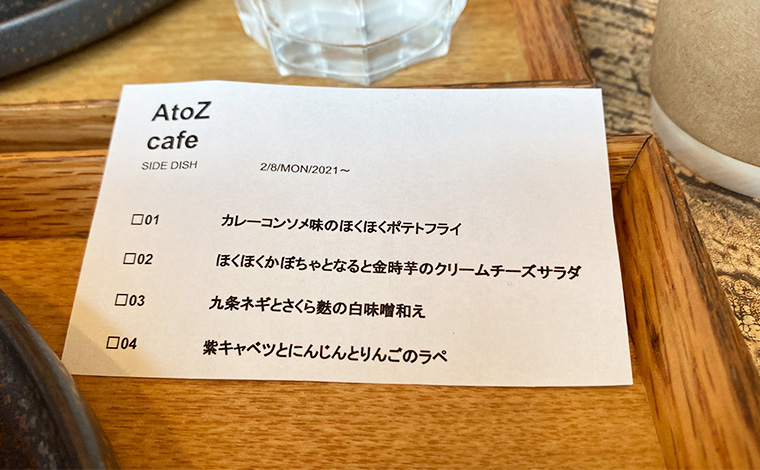 AtoZ
cafe
SIDE DISH 2/8/MON/2021～
□01 カレーコンソメ味のほくほくポテトフライ
□02 ほくほくかぼちゃとなると金時芋のクリームチーズサラダ
□03 九条ネギとさくら麩の白味噌和え
□04 紫キャベツとにんじんとりんごのラペ